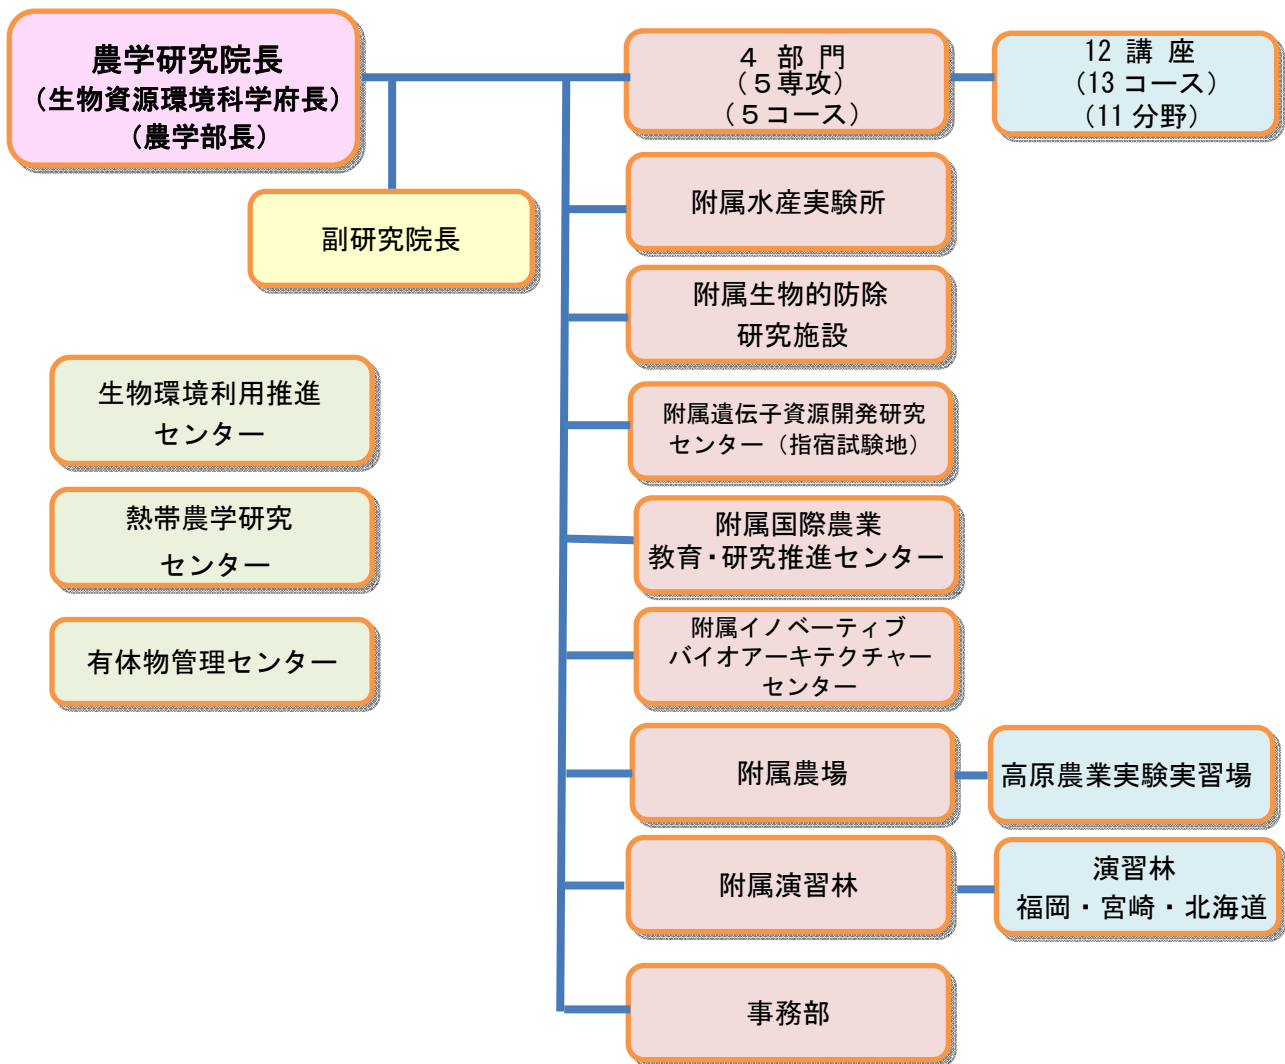 農学研究院長
（生物資源環境科学府長）
（農学部長）
副研究院長
生物環境利用推進
センター
熱帯農学研究
センター
有体物管理センター
４ 部 門
（５専攻）
（５コース）
12 講 座
（13 コース）
（11 分野）
附属水産実験所
附属生物的防除
研究施設
附属遺伝子資源開発研究
センター（指宿試験地）
附属国際農業
教育・研究推進センター
附属イノベーティブ
バイオアーキテクチャー
センター
附属農場
高原農業実験実習場
附属演習林
演習林
福岡・宮崎・北海道
事務部